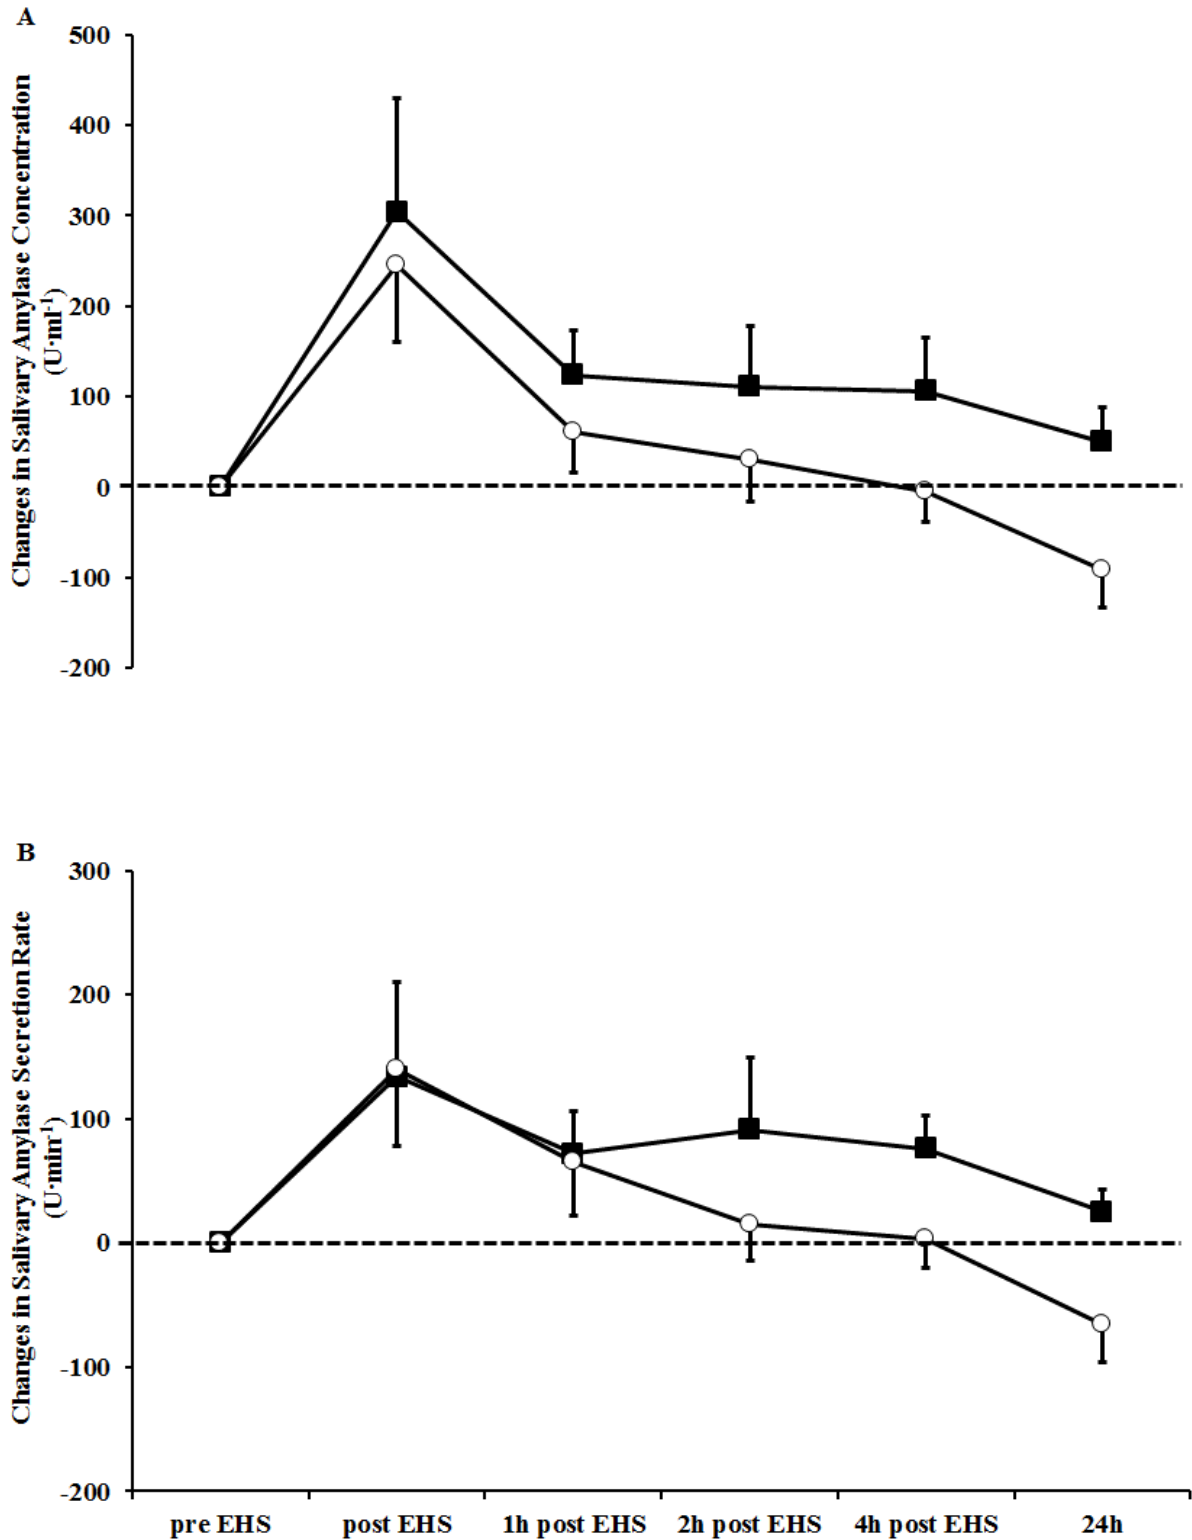 A
500
400
300
200
100
0
-100
-200
Changes in Salivary Amylase Concentration
(U·ml-1)
B
300
200
100
0
-100
-200
Changes in Salivary Amylase Secretion Rate
(U·min-1)
pre EHS post EHS 1h post EHS 2h post EHS 4h post EHS 24h